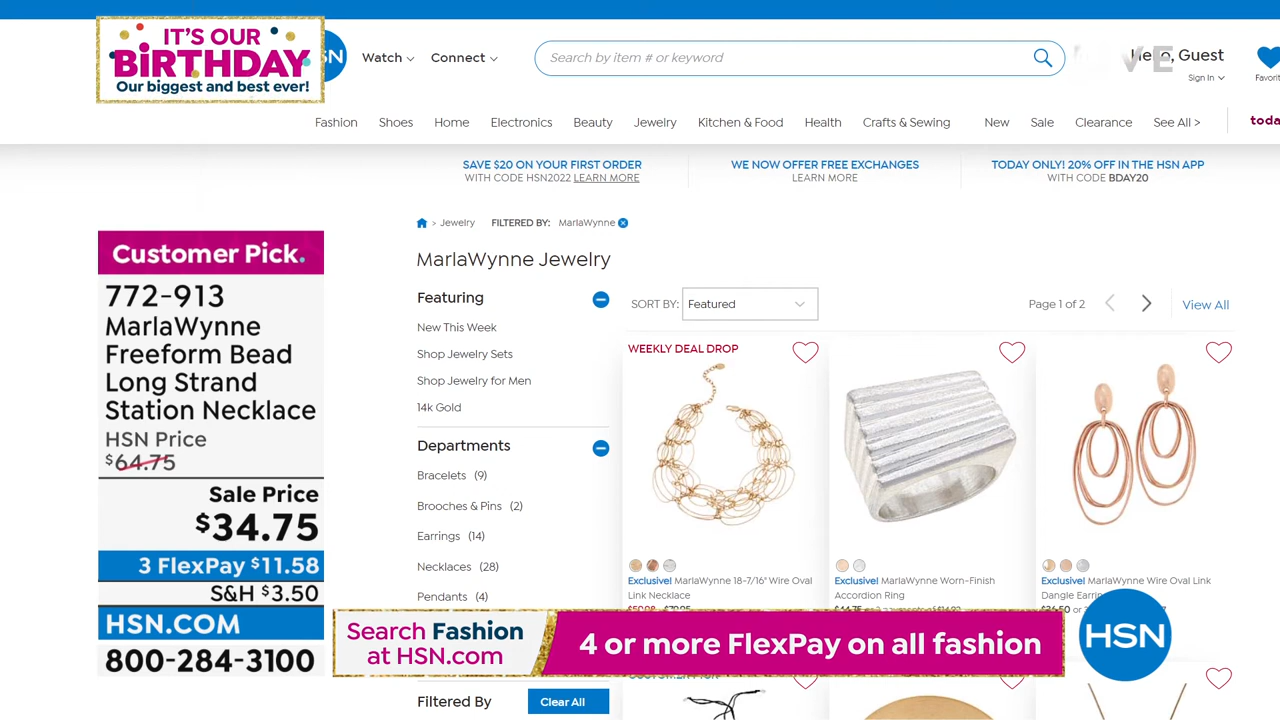 IT'S OUR
BiRTHDAY
Our biggest and best ever!
Watch
Connect
Search by item # or keyword
Hello, Guest
Sign In
Fashion
Shoes
Home
Electronics
Beauty
Jewelry
Kitchen & Food
Health
Crafts & Sewing
New
Sale
Clearance
See All >
toda
SAVE $20 ON YOUR FIRST ORDER
WITH CODE HSN2022 LEARN MORE
WE NOW OFFER FREE EXCHANGES
LEARN MORE
TODAY ONLY! 20% OFF IN THE HSN APP
WITH CODE BDAY20
> Jewelry FILTERED BY: MarlaWynne
MarlaWynne Jewelry
Customer Pick.
772-913
MarlaWynne
Freeform Bead
Long Strand
Station Necklace
HSN Price
$64.75
Sale Price
$34.75
3 FlexPay $11.58
S&H $3.50
HSN.COM
800-284-3100
Featuring
New This Week
Shop Jewelry Sets
Shop Jewelry for Men
14k Gold
Departments
Bracelets (9)
Brooches & Pins (2)
Earrings (14)
Necklaces (28)
Pendants (4)
Filtered By
Clear All
SORT BY: Featured
Page 1 of 2
View All
WEEKLY DEAL DROP
Exclusive! MarlaWynne 18-7/16" Wire Oval
Link Necklace
Exclusive! MarlaWynne Worn-Finish
Accordion Ring
Exclusive! MarlaWynne Wire Oval Link
Dangle
Search Fashion
at HSN.com
4 or more FlexPay on all fashion
HSN